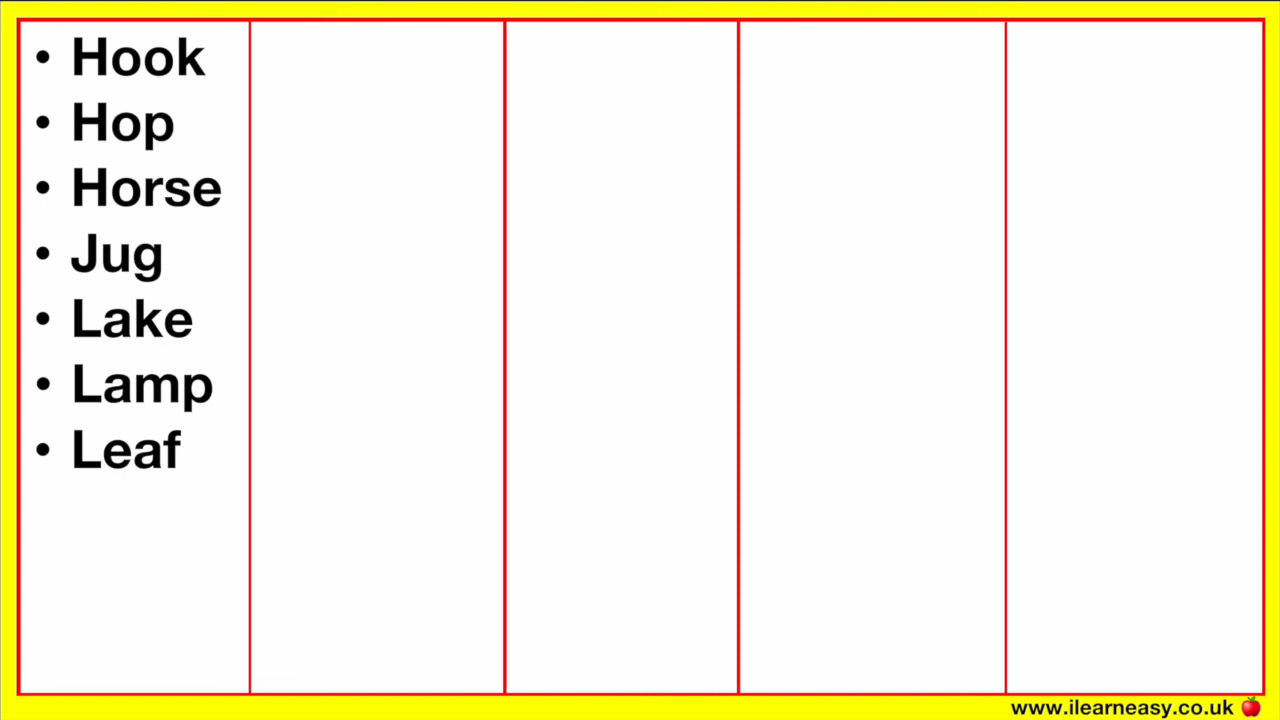 • Hook
• Hop
• Horse
• Jug
• Lake
• Lamp
• Leaf
www.ilearneasy.co.uk